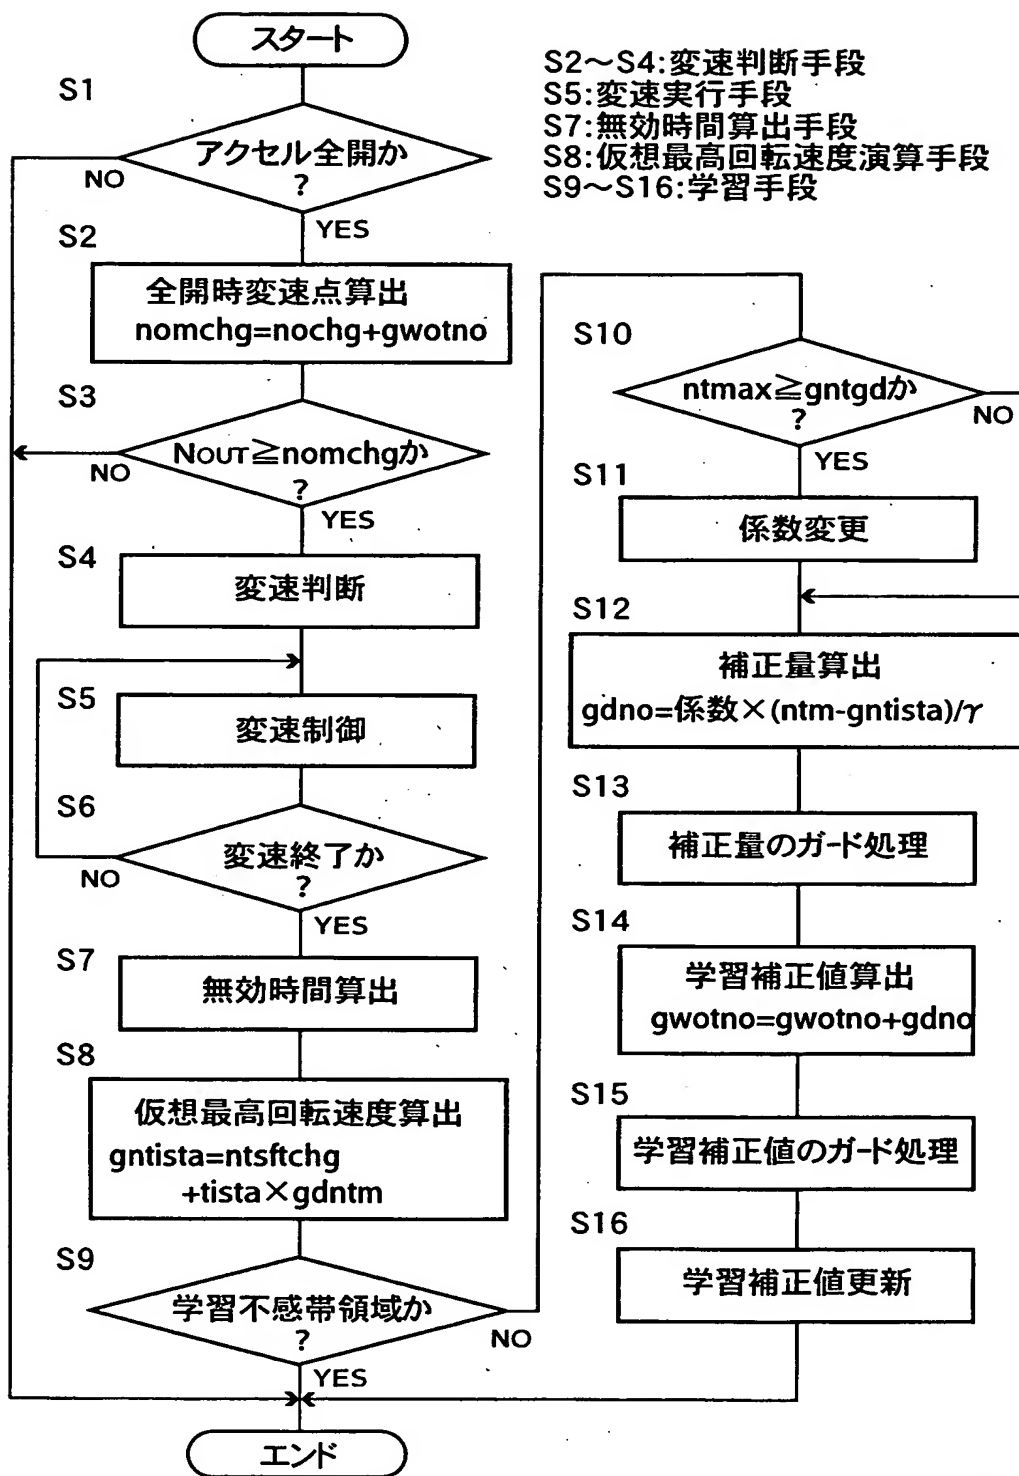 スタート
S2～S4:変速判断手段
S5:変速実行手段
S7:無効時間算出手段
S8:仮想最高回転速度演算手段
S9～S16:学習手段
S1
アクセル全開か
?
NO
YES
S2
全開時変速点算出
nomchg=nochg+gwotno
S3
NOUT≧nomchgか
?
NO
YES
S4
変速判断
S5
変速制御
S6
変速終了か
?
NO
YES
S7
無効時間算出
S8
仮想最高回転速度算出
gntista=ntsftchg
+tista×gdntm
S9
学習不感帯領域か
?
NO
YES
エンド
S10
ntmax≧gntgdか
?
NO
YES
S11
係数変更
S12
補正量算出
gdno=係数×(ntm-gntista)/γ
S13
補正量のガード処理
S14
学習補正値算出
gwotno=gwotno+gdno
S15
学習補正値のガード処理
S16
学習補正値更新